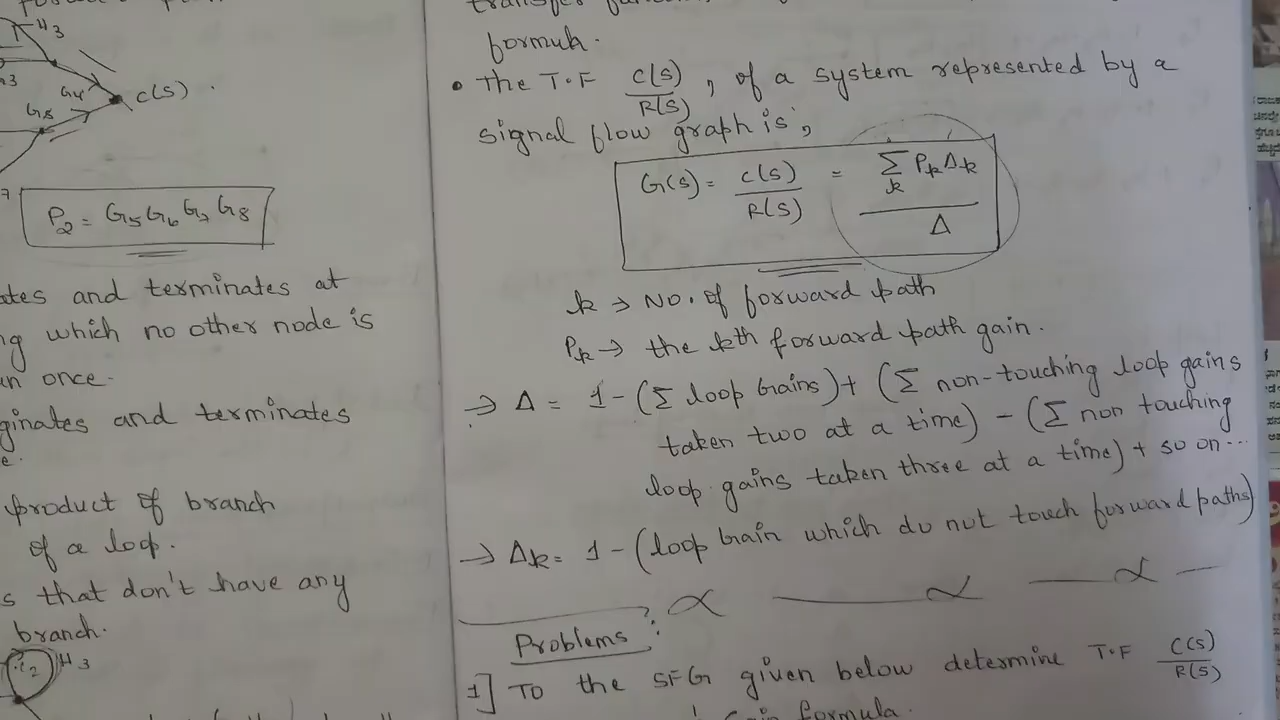 H3
G4
G8
C(S)
P2 = G5 G6 G7 G8
and terminates at
which no other node is
once.
and terminates
product of branch
of a loop.
that don't have any
branch.
H3
formula.
• The T.F C(S)/R(S), of a system represented by a
signal flow graph is,
G(S) = C(S)/R(S) = Σk Pk Δk / Δ
k → No. of forward path
Pk → the kth forward path gain.
→ Δ = 1 - (Σ loop Gains) + (Σ non-touching loop gains
taken two at a time) - (Σ non touching
loop gains taken three at a time) + so on...
→ Δk = 1 - (loop Gain which do not touch forward paths)
Problems :
1] To the SFG given below determine T.F C(S)/R(S)
formula.